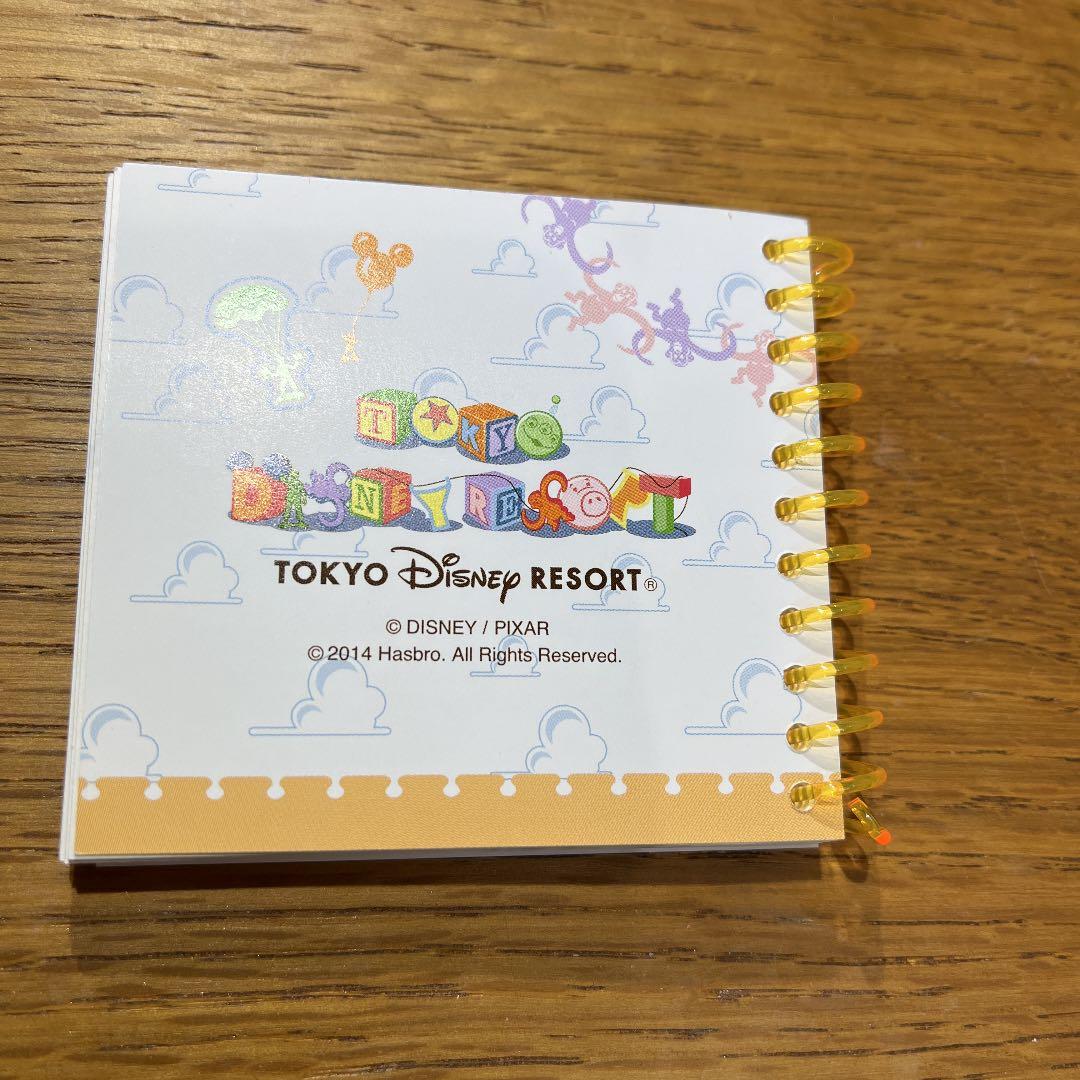 TOKYO
DISNEY RESORT
TOKYO Disney RESORT®
© DISNEY / PIXAR
© 2014 Hasbro. All Rights Reserved.